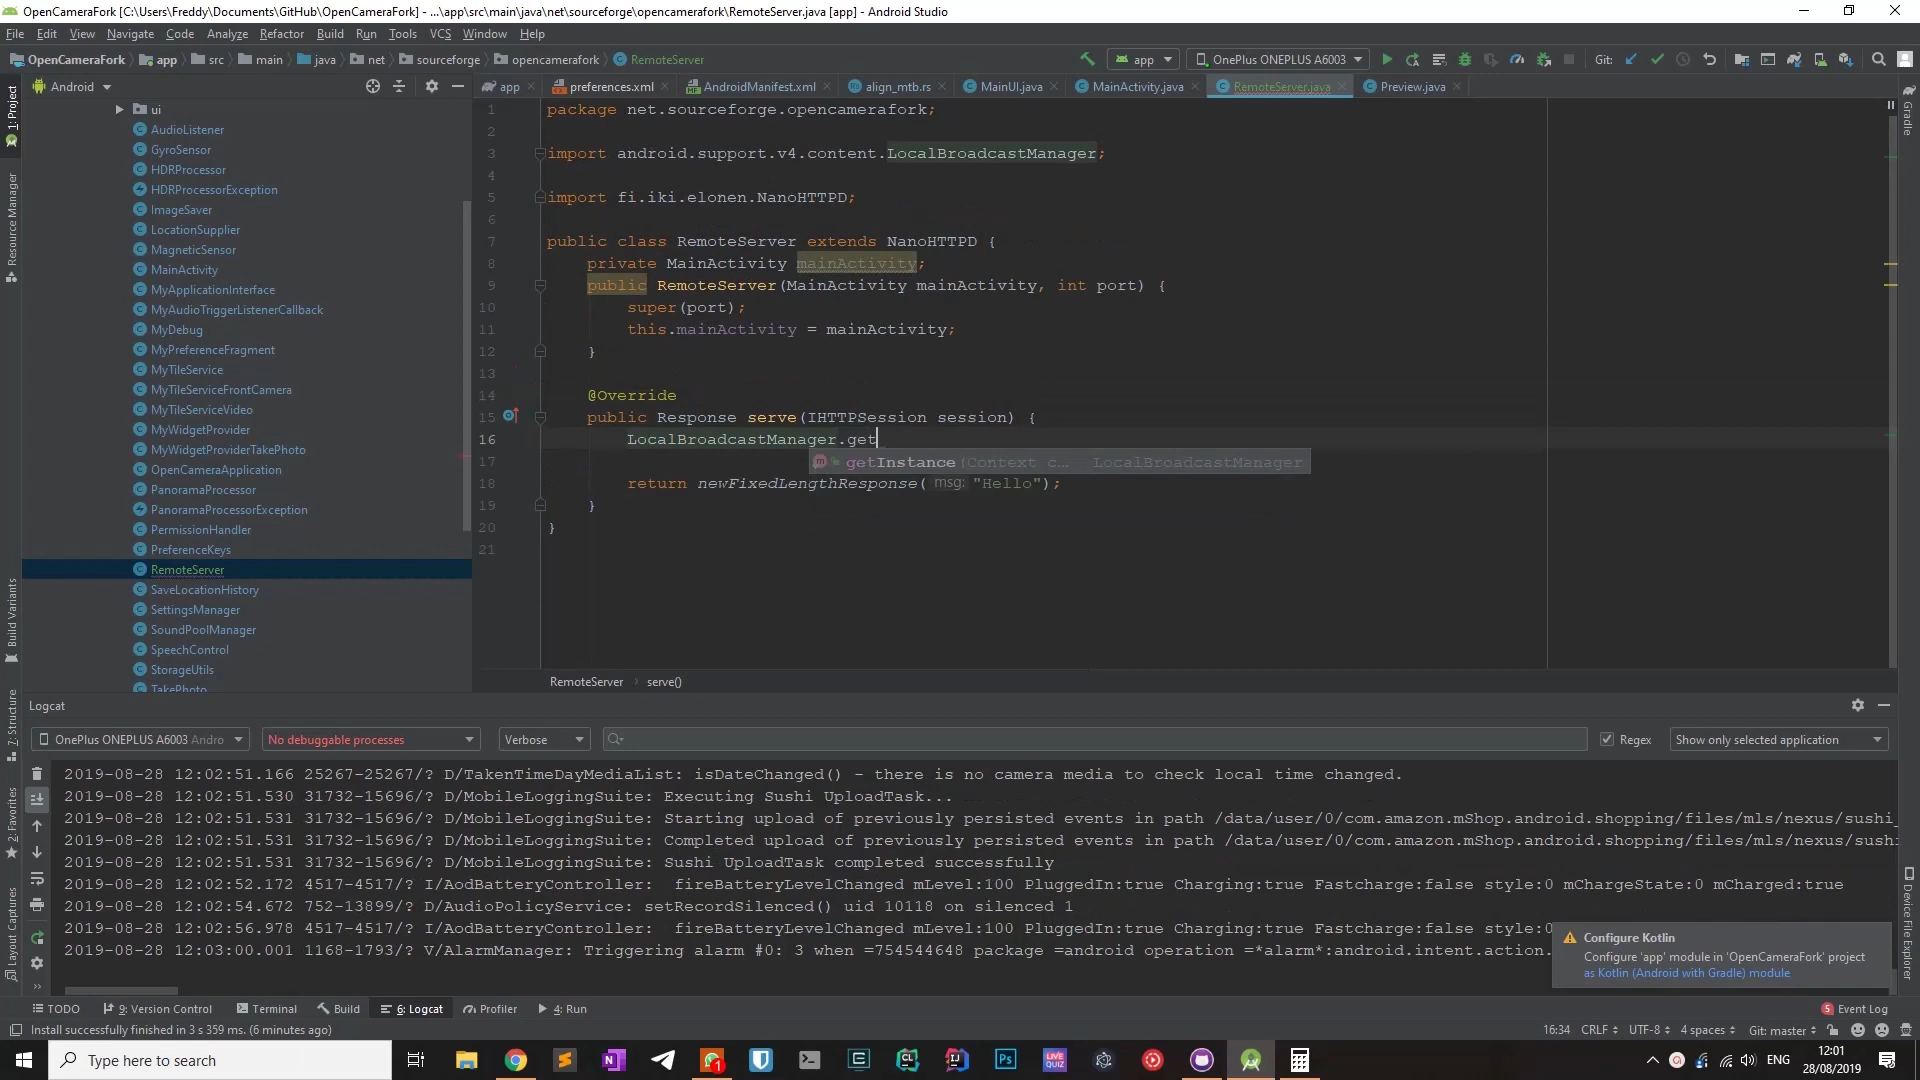 OpenCameraFork [C:\Users\Freddy\Documents\GitHub\OpenCameraFork] - ...\app\src\main\java\net\sourceforge\opencamerafork\RemoteServer.java [app] - Android Studio
File Edit View Navigate Code Analyze Refactor Build Run Tools VCS Window Help
OpenCameraFork app src main java net sourceforge opencamerafork RemoteServer app OnePlus ONEPLUS A6003 Git:
Android app preferences.xml AndroidManifest.xml align_mtb.rs MainUI.java MainActivity.java RemoteServer.java Preview.java
1: Project
Resource Manager
Build Variants
7: Structure
2: Favorites
Layout Captures
Gradle
Device File Explorer
ui
AudioListener
GyroSensor
HDRProcessor
HDRProcessorException
ImageSaver
LocationSupplier
MagneticSensor
MainActivity
MyApplicationInterface
MyAudioTriggerListenerCallback
MyDebug
MyPreferenceFragment
MyTileService
MyTileServiceFrontCamera
MyTileServiceVideo
MyWidgetProvider
MyWidgetProviderTakePhoto
OpenCameraApplication
PanoramaProcessor
PanoramaProcessorException
PermissionHandler
PreferenceKeys
RemoteServer
SaveLocationHistory
SettingsManager
SoundPoolManager
SpeechControl
StorageUtils
TakePhoto
1 package net.sourceforge.opencamerafork;
2
3 import android.support.v4.content.LocalBroadcastManager;
4
5 import fi.iki.elonen.NanoHTTPD;
6
7 public class RemoteServer extends NanoHTTPD {
8 private MainActivity mainActivity;
9 public RemoteServer(MainActivity mainActivity, int port) {
10 super(port);
11 this.mainActivity = mainActivity;
12 }
13
14 @Override
15 public Response serve(IHTTPSession session) {
16 LocalBroadcastManager.get
17 getInstance(Context c... LocalBroadcastManager
18 return newFixedLengthResponse( msg: "Hello");
19 }
20 }
21
RemoteServer serve()
Logcat
OnePlus ONEPLUS A6003 Andro No debuggable processes Verbose Regex Show only selected application
2019-08-28 12:02:51.166 25267-25267/? D/TakenTimeDayMediaList: isDateChanged() - there is no camera media to check local time changed.
2019-08-28 12:02:51.530 31732-15696/? D/MobileLoggingSuite: Executing Sushi UploadTask...
2019-08-28 12:02:51.531 31732-15696/? D/MobileLoggingSuite: Starting upload of previously persisted events in path /data/user/0/com.amazon.mShop.android.shopping/files/mls/nexus/sushi_
2019-08-28 12:02:51.531 31732-15696/? D/MobileLoggingSuite: Completed upload of previously persisted events in path /data/user/0/com.amazon.mShop.android.shopping/files/mls/nexus/sushi
2019-08-28 12:02:51.531 31732-15696/? D/MobileLoggingSuite: Sushi UploadTask completed successfully
2019-08-28 12:02:52.172 4517-4517/? I/AodBatteryController:  fireBatteryLevelChanged mLevel:100 PluggedIn:true Charging:true Fastcharge:false style:0 mChargeState:0 mCharged:true
2019-08-28 12:02:54.672 752-13899/? D/AudioPolicyService: setRecordSilenced() uid 10118 on silenced 1
2019-08-28 12:02:56.978 4517-4517/? I/AodBatteryController:  fireBatteryLevelChanged mLevel:100 PluggedIn:true Charging:true Fastcharge:false style:0
2019-08-28 12:03:00.001 1168-1793/? V/AlarmManager: Triggering alarm #0: 3 when =754544648 package =android operation =*alarm*:android.intent.action.
Configure Kotlin
Configure 'app' module in 'OpenCameraFork' project
as Kotlin (Android with Gradle) module
TODO 9: Version Control Terminal Build 6: Logcat Profiler 4: Run 5 Event Log
Install successfully finished in 3 s 359 ms. (6 minutes ago) 16:34 CRLF UTF-8 4 spaces Git: master
Type here to search 1 ENG 12:01
28/08/2019